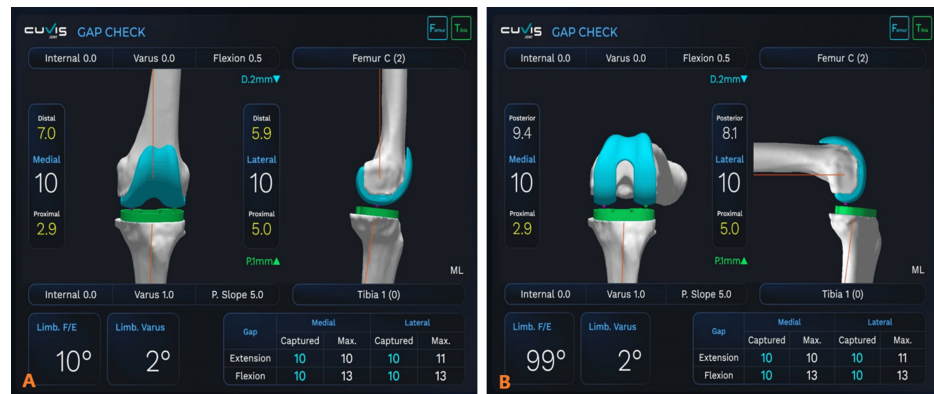 CUVIS JOINT GAP CHECK Femur Tibia
Internal 0.0 Varus 0.0 Flexion 0.5 Femur C (2)
D.2mm▼
Distal Distal
7.0 5.9
Medial Lateral
10 10
Proximal Proximal
2.9 5.0
P.1mm▲
ML
Internal 0.0 Varus 1.0 P. Slope 5.0 Tibia 1 (0)
Limb. F/E Limb. Varus
10° 2°
Gap Medial Lateral
Captured Max. Captured Max.
Extension 10 10 10 11
Flexion 10 13 10 13
A
CUVIS JOINT GAP CHECK Femur Tibia
Internal 0.0 Varus 0.0 Flexion 0.5 Femur C (2)
D.2mm▼
Posterior Posterior
9.4 8.1
Medial Lateral
10 10
Proximal Proximal
2.9 5.0
P.1mm▲
ML
Internal 0.0 Varus 1.0 P. Slope 5.0 Tibia 1 (0)
Limb. F/E Limb. Varus
99° 2°
Gap Medial Lateral
Captured Max. Captured Max.
Extension 10 10 10 11
Flexion 10 13 10 13
B